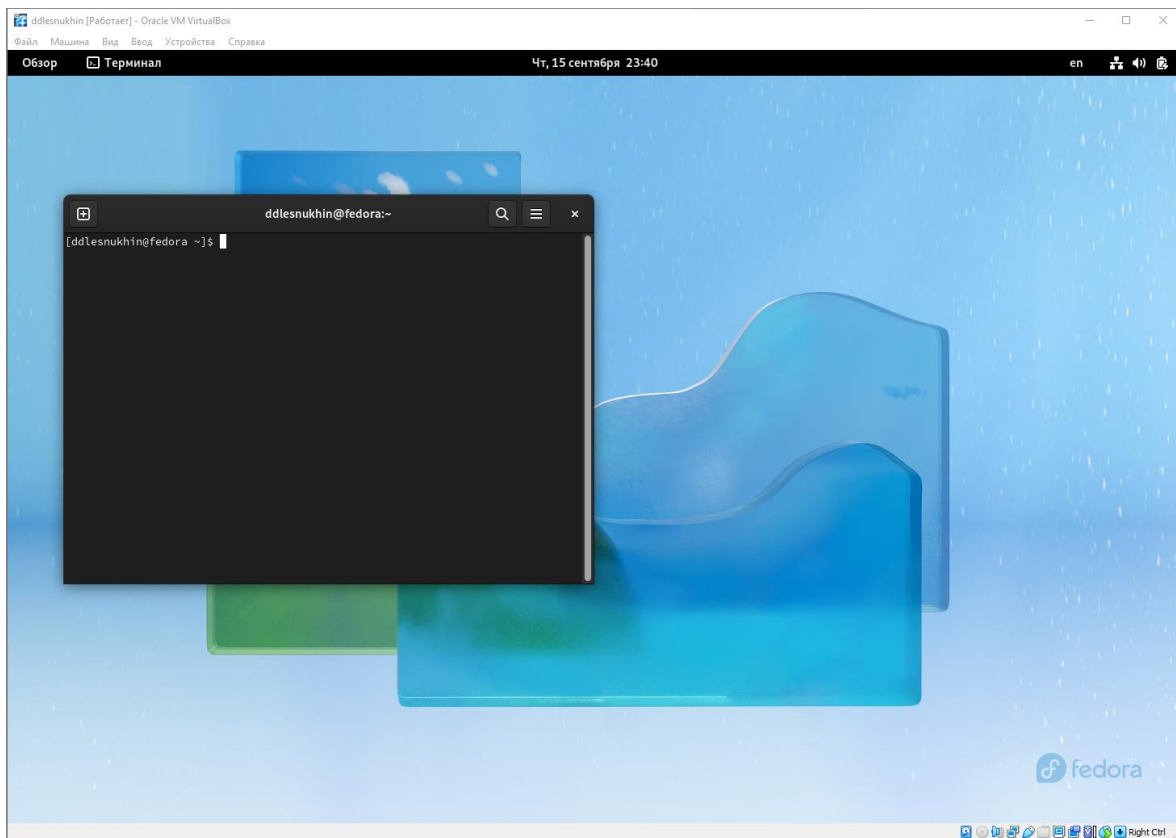 ddlesnukhin [Работает] - Oracle VM VirtualBox
Файл Машина Вид Ввод Устройства Справка
Обзор Терминал Чт, 15 сентября 23:40 en
ddlesnukhin@fedora:~
[ddlesnukhin@fedora ~]$
fedora
Right Ctrl